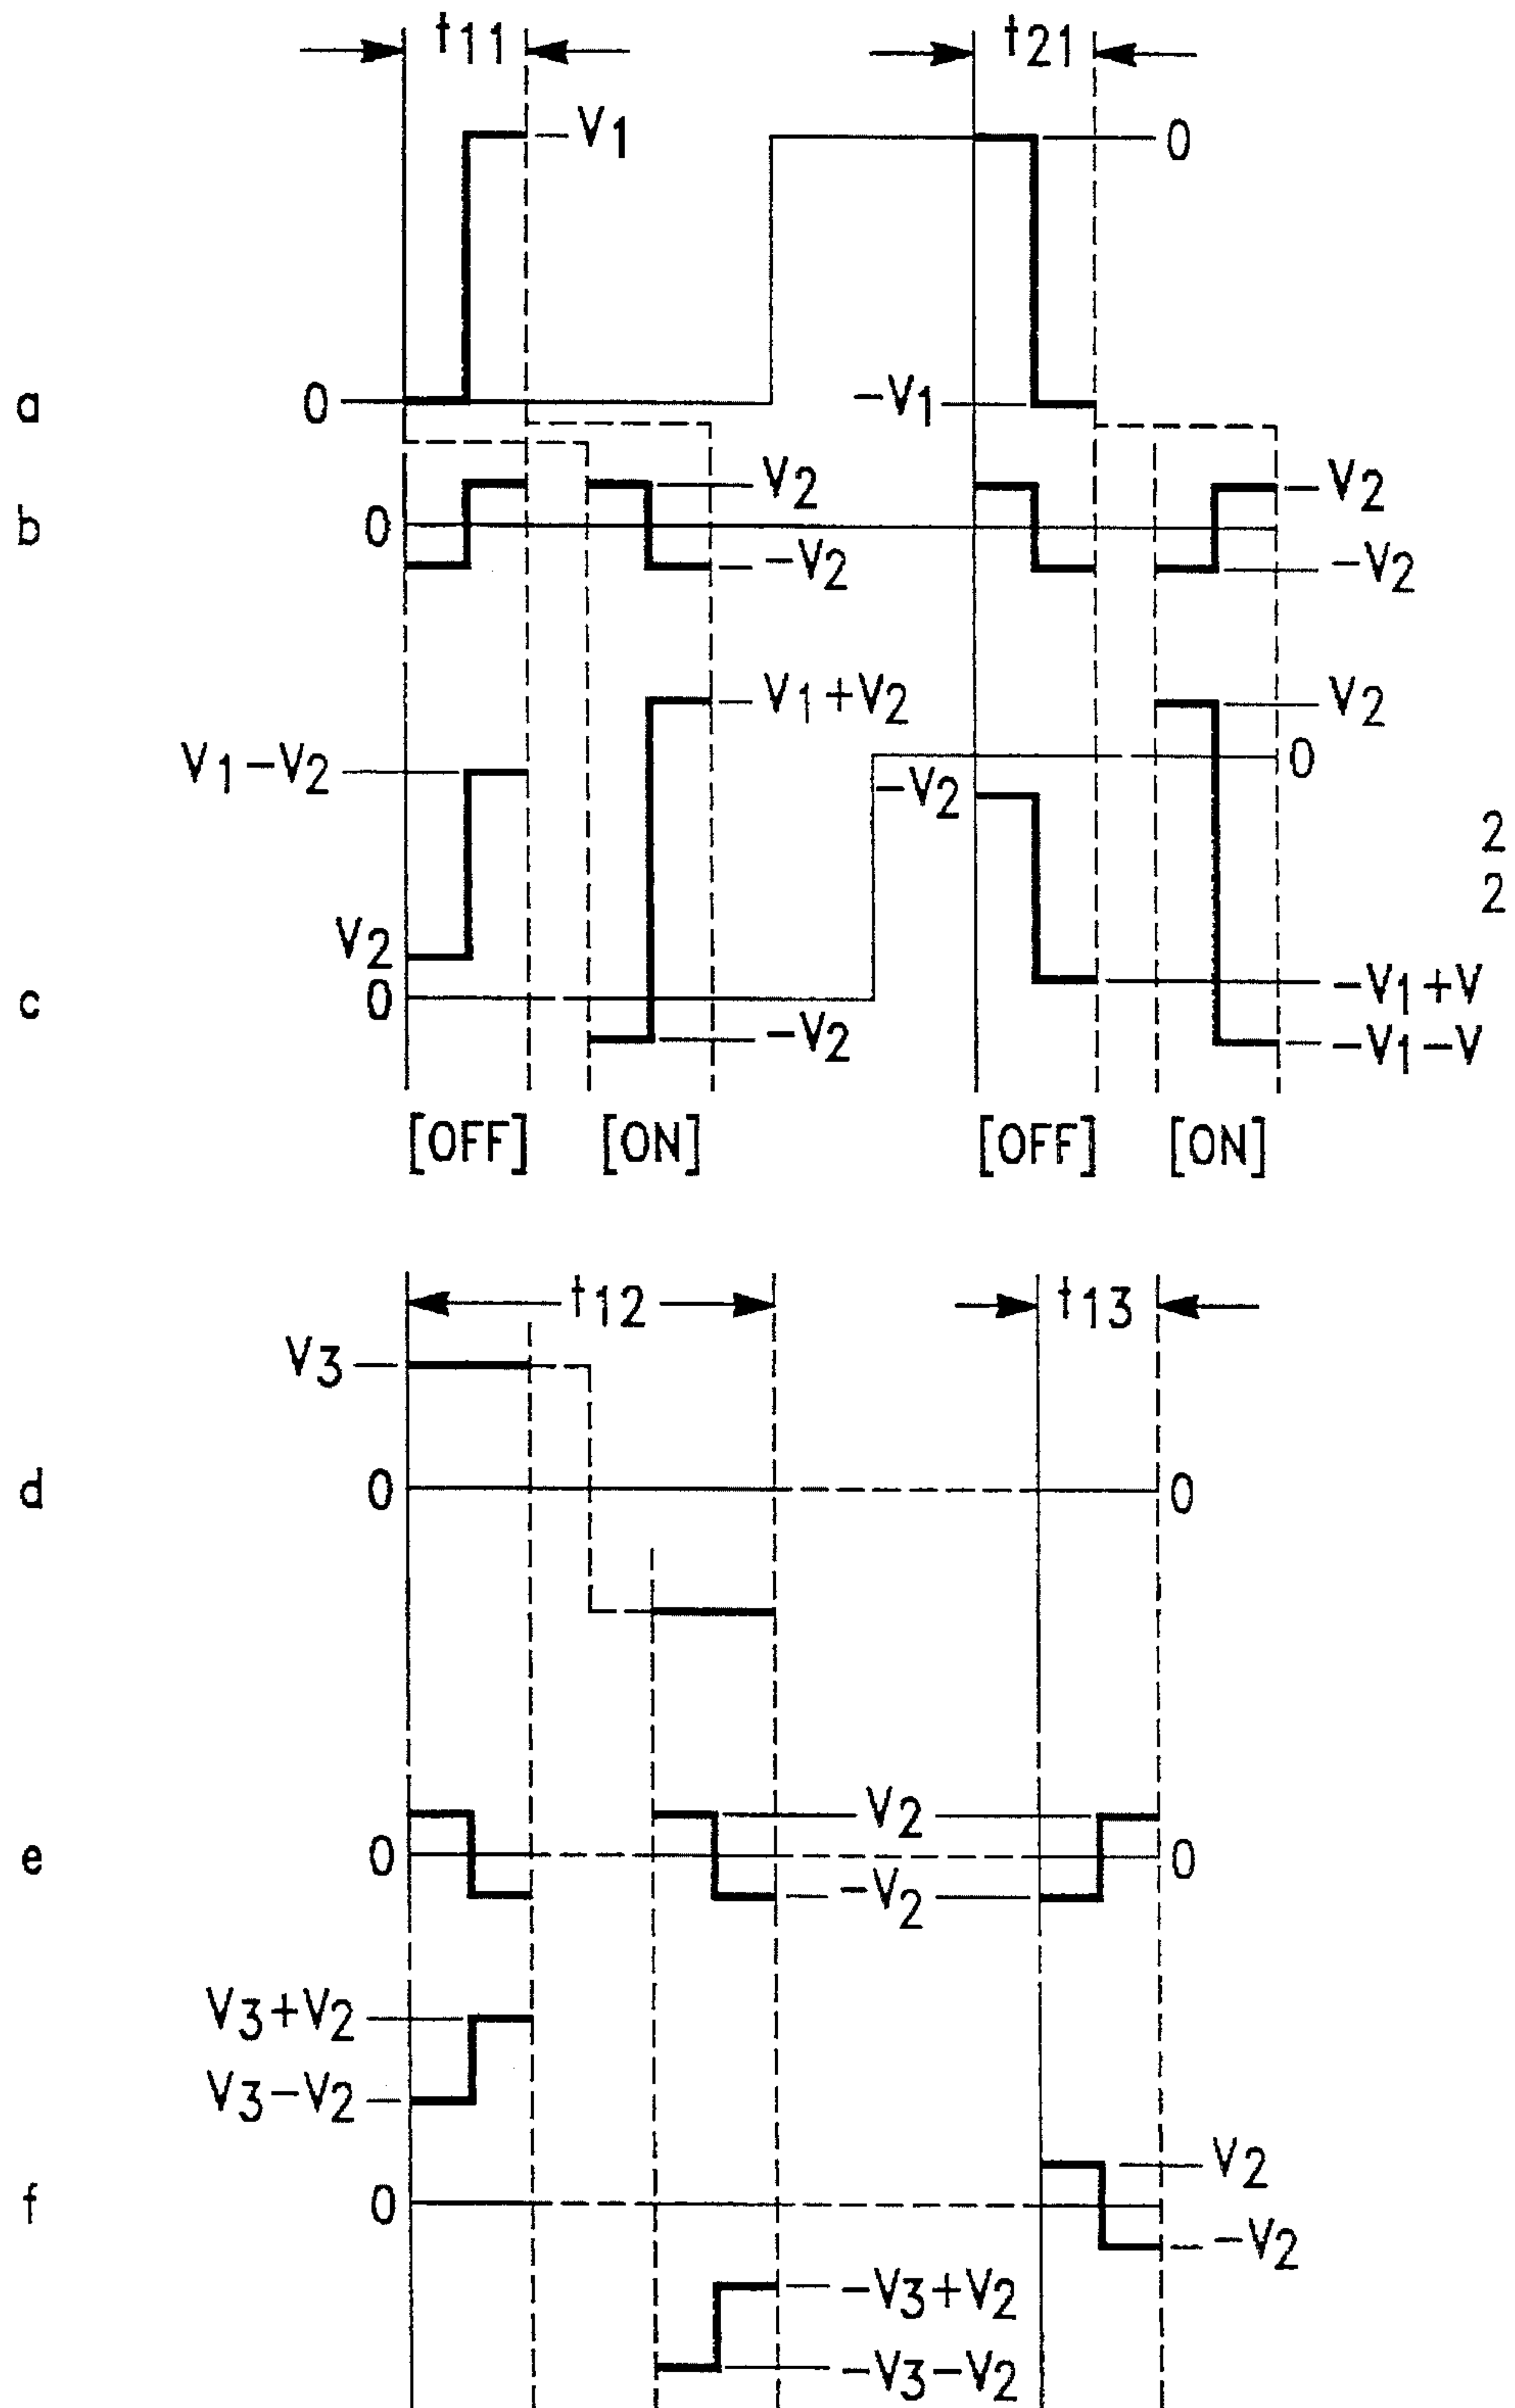 t11 t21
V1 0
a 0 -V1
V2 V2
b 0 -V2 -V2
V1+V2 V2
V1-V2 0
-V2
2
V2 2
c 0 -V1+V
-V2 -V1-V
[OFF] [ON] [OFF] [ON]
t12 t13
V3
d 0 0
V2
e 0 0
-V2
V3+V2
V3-V2
V2
f 0
-V2
-V3+V2
-V3-V2